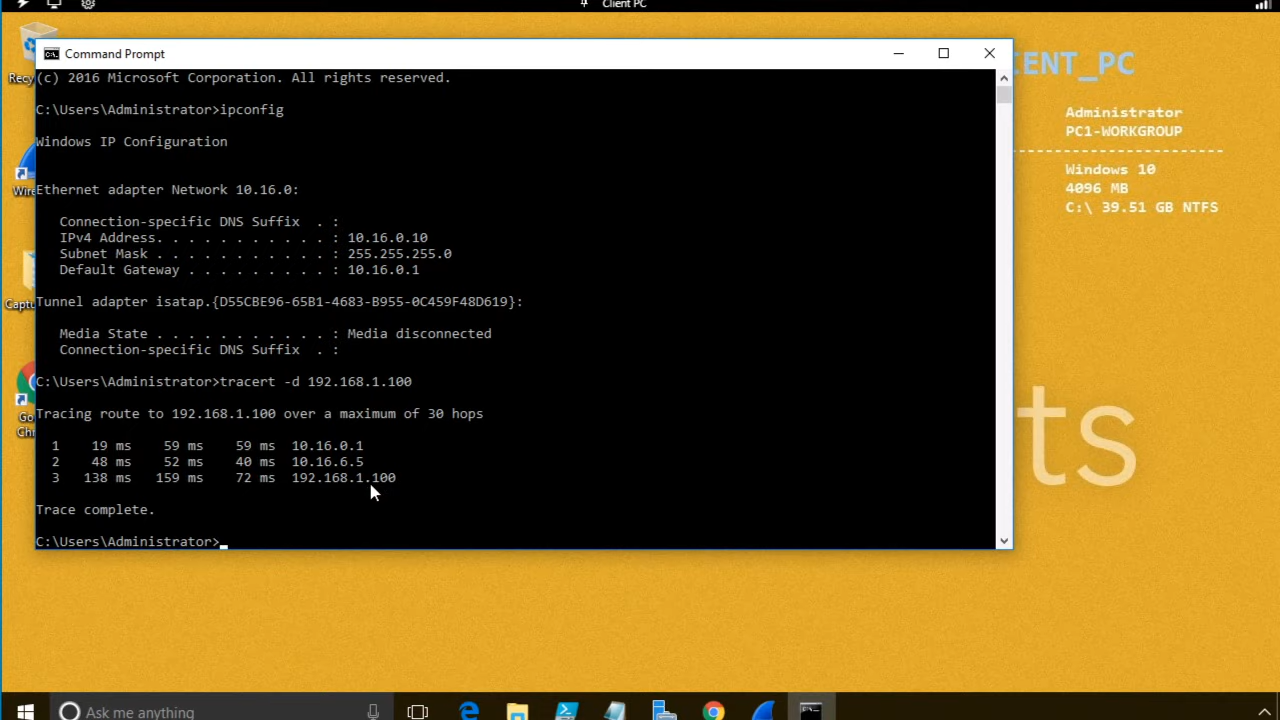 Client PC
Command Prompt
(c) 2016 Microsoft Corporation. All rights reserved.
C:\Users\Administrator>ipconfig
Windows IP Configuration
Ethernet adapter Network 10.16.0:
Connection-specific DNS Suffix . :
IPv4 Address. . . . . . . . . . . : 10.16.0.10
Subnet Mask . . . . . . . . . . . : 255.255.255.0
Default Gateway . . . . . . . . . : 10.16.0.1
Tunnel adapter isatap.{D55CBE96-65B1-4683-B955-0C459F48D619}:
Media State . . . . . . . . . . . : Media disconnected
Connection-specific DNS Suffix . :
C:\Users\Administrator>tracert -d 192.168.1.100
Tracing route to 192.168.1.100 over a maximum of 30 hops
1 19 ms 59 ms 59 ms 10.16.0.1
2 48 ms 52 ms 40 ms 10.16.6.5
3 138 ms 159 ms 72 ms 192.168.1.100
Trace complete.
C:\Users\Administrator>
IENT_PC
Administrator
PC1-WORKGROUP
Windows 10
4096 MB
C:\ 39.51 GB NTFS
ts
Recy
Wire
Captu
Go
Chr
Ask me anything